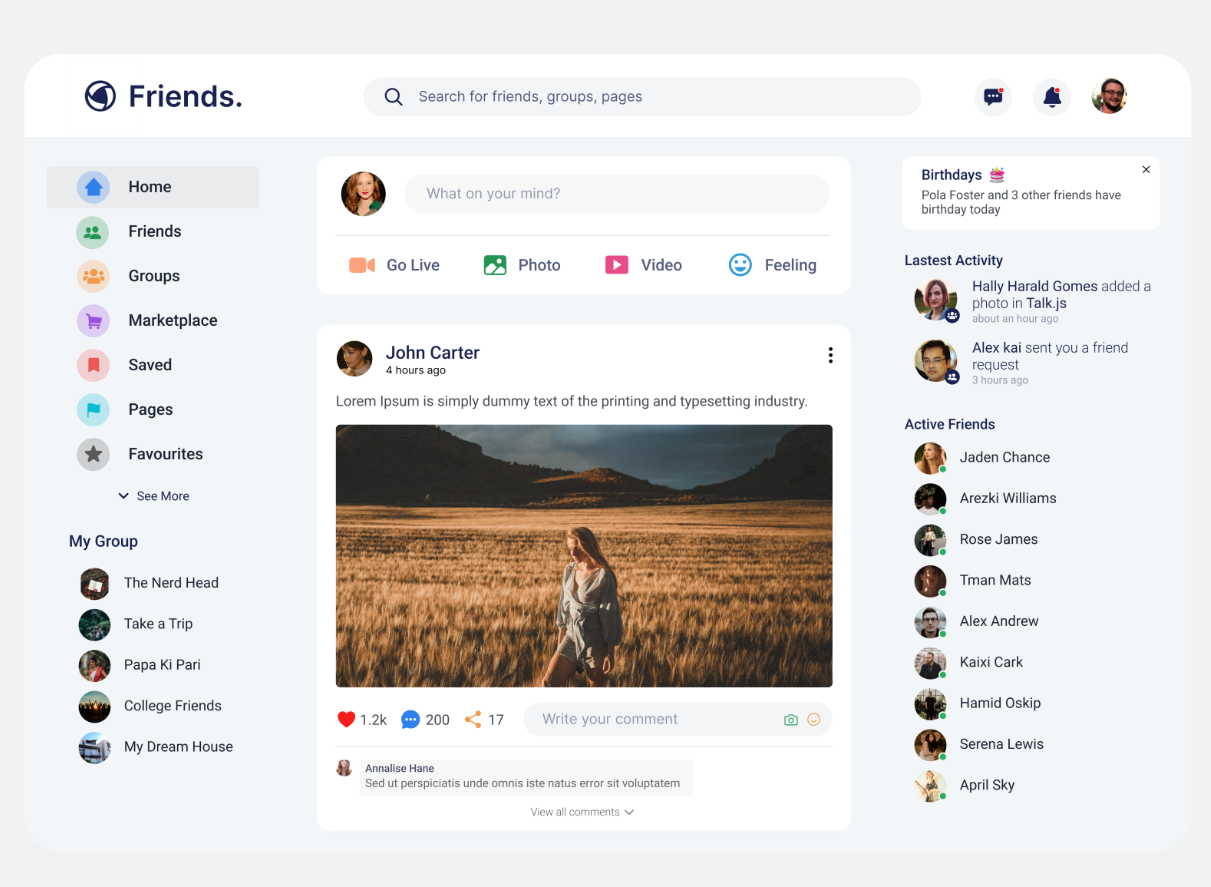 Friends.
Search for friends, groups, pages
Home
Friends
Groups
Marketplace
Saved
Pages
Favourites
See More
My Group
The Nerd Head
Take a Trip
Papa Ki Pari
College Friends
My Dream House
What on your mind?
Go Live
Photo
Video
Feeling
John Carter
4 hours ago
Lorem Ipsum is simply dummy text of the printing and typesetting industry.
1.2k
200
17
Write your comment
Annalise Hane
Sed ut perspiciatis unde omnis iste natus error sit voluptatem
View all comments
Birthdays
Pola Foster and 3 other friends have
birthday today
Lastest Activity
Hally Harald Gomes added a
photo in Talk.js
about an hour ago
Alex kai sent you a friend
request
3 hours ago
Active Friends
Jaden Chance
Arezki Williams
Rose James
Tman Mats
Alex Andrew
Kaixi Cark
Hamid Oskip
Serena Lewis
April Sky